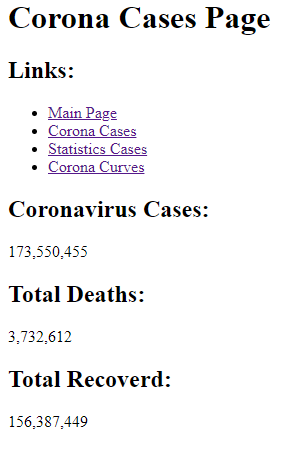 Corona Cases Page
Links:
Main Page
Corona Cases
Statistics Cases
Corona Curves
Coronavirus Cases:
173,550,455
Total Deaths:
3,732,612
Total Recoverd:
156,387,449